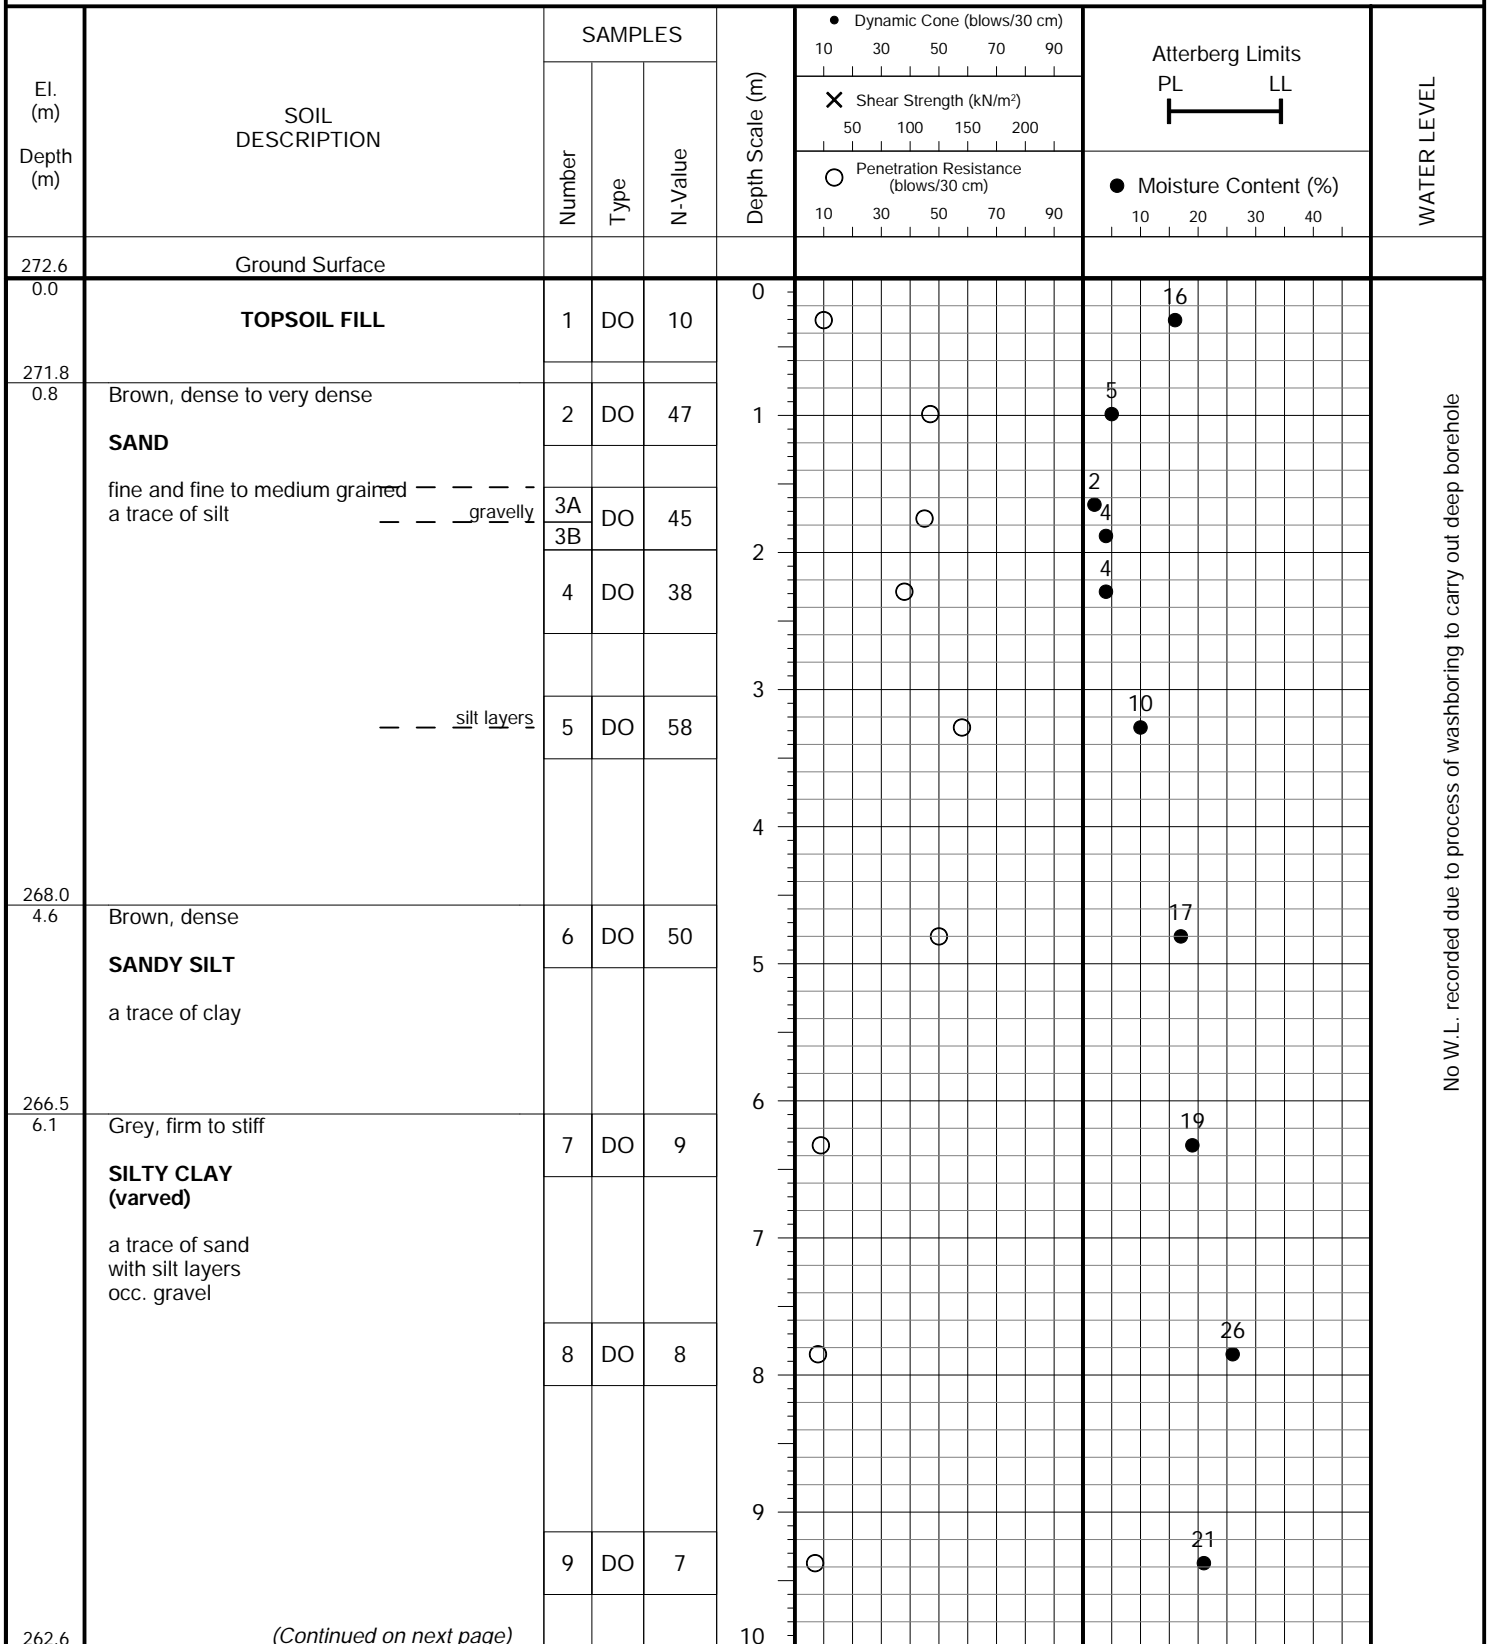 SAMPLES
El.
(m)
Depth
(m)
SOIL
DESCRIPTION
Number
Type
N-Value
Depth Scale (m)
● Dynamic Cone (blows/30 cm)
10 30 50 70 90
✕ Shear Strength (kN/m²)
50 100 150 200
○ Penetration Resistance
(blows/30 cm)
10 30 50 70 90
Atterberg Limits
PL LL
● Moisture Content (%)
10 20 30 40
WATER LEVEL
272.6 Ground Surface
0.0 0
16
TOPSOIL FILL 1 DO 10
271.8
0.8 Brown, dense to very dense
5
2 DO 47 1
SAND
2
fine and fine to medium grained
a trace of silt
gravelly
3A DO 45
4
3B
2
4
4 DO 38
3
10
silt layers
5 DO 58
4
268.0
4.6 Brown, dense
17
6 DO 50
SANDY SILT
5
a trace of clay
6
266.5
6.1 Grey, firm to stiff
19
7 DO 9
SILTY CLAY
(varved)
7
a trace of sand
with silt layers
occ. gravel
26
8 DO 8
8
9
21
9 DO 7
262.6 (Continued on next page) 10
No W.L. recorded due to process of washboring to carry out deep borehole